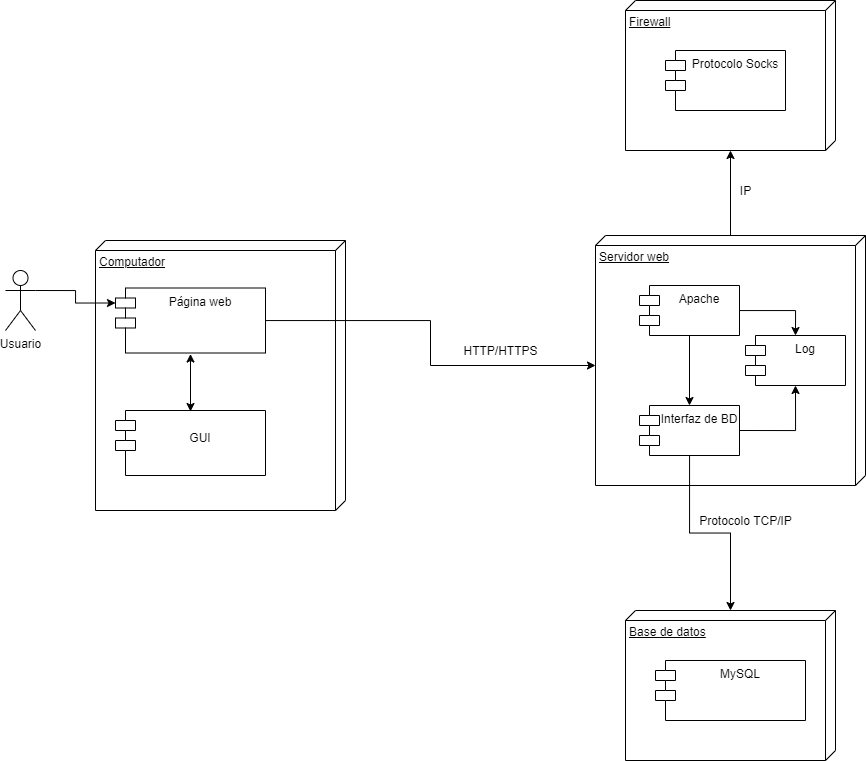 Firewall
Protocolo Socks
IP
Computador
Página web
GUI
Usuario
HTTP/HTTPS
Servidor web
Apache
Log
Interfaz de BD
Protocolo TCP/IP
Base de datos
MySQL